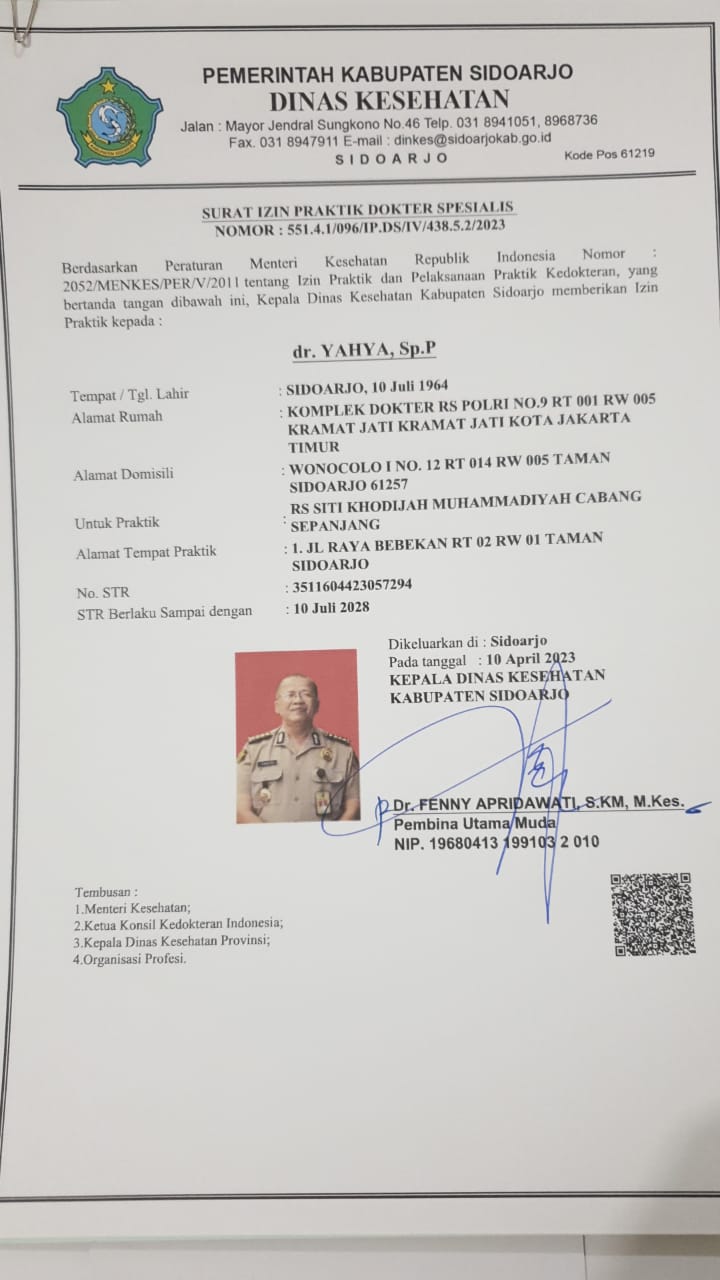 PEMERINTAH KABUPATEN SIDOARJO
DINAS KESEHATAN
Jalan : Mayor Jendral Sungkono No.46 Telp. 031 8941051, 8968736
Fax. 031 8947911 E-mail : dinkes@sidoarjokab.go.id
S I D O A R J O
Kode Pos 61219
SURAT IZIN PRAKTIK DOKTER SPESIALIS
NOMOR : 551.4.1/096/IP.DS/IV/438.5.2/2023
Berdasarkan Peraturan Menteri Kesehatan Republik Indonesia Nomor :
2052/MENKES/PER/V/2011 tentang Izin Praktik dan Pelaksanaan Praktik Kedokteran, yang
bertanda tangan dibawah ini, Kepala Dinas Kesehatan Kabupaten Sidoarjo memberikan Izin
Praktik kepada :
dr. YAHYA, Sp.P
Tempat / Tgl. Lahir : SIDOARJO, 10 Juli 1964
Alamat Rumah : KOMPLEK DOKTER RS POLRI NO.9 RT 001 RW 005
KRAMAT JATI KRAMAT JATI KOTA JAKARTA
TIMUR
Alamat Domisili : WONOCOLO I NO. 12 RT 014 RW 005 TAMAN
SIDOARJO 61257
RS SITI KHODIJAH MUHAMMADIYAH CABANG
Untuk Praktik : SEPANJANG
Alamat Tempat Praktik : 1. JL RAYA BEBEKAN RT 02 RW 01 TAMAN
SIDOARJO
No. STR : 3511604423057294
STR Berlaku Sampai dengan : 10 Juli 2028
Dikeluarkan di : Sidoarjo
Pada tanggal : 10 April 2023
KEPALA DINAS KESEHATAN
KABUPATEN SIDOARJO
Dr. FENNY APRIDAWATI, S.KM, M.Kes.
Pembina Utama Muda
NIP. 19680413 199103 2 010
Tembusan :
1.Menteri Kesehatan;
2.Ketua Konsil Kedokteran Indonesia;
3.Kepala Dinas Kesehatan Provinsi;
4.Organisasi Profesi.